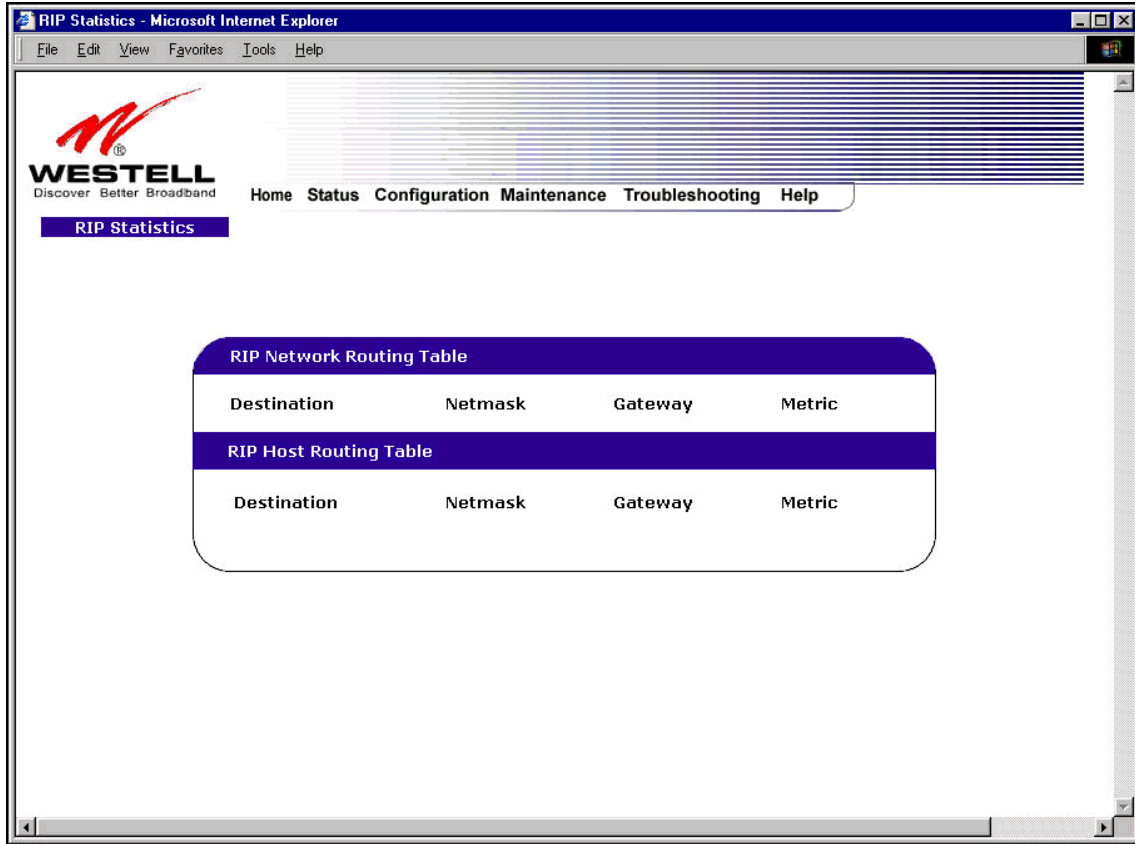 RIP Statistics - Microsoft Internet Explorer
File Edit View Favorites Tools Help
®
WESTELL
Discover Better Broadband
Home Status Configuration Maintenance Troubleshooting Help
RIP Statistics
RIP Network Routing Table
Destination Netmask Gateway Metric
RIP Host Routing Table
Destination Netmask Gateway Metric